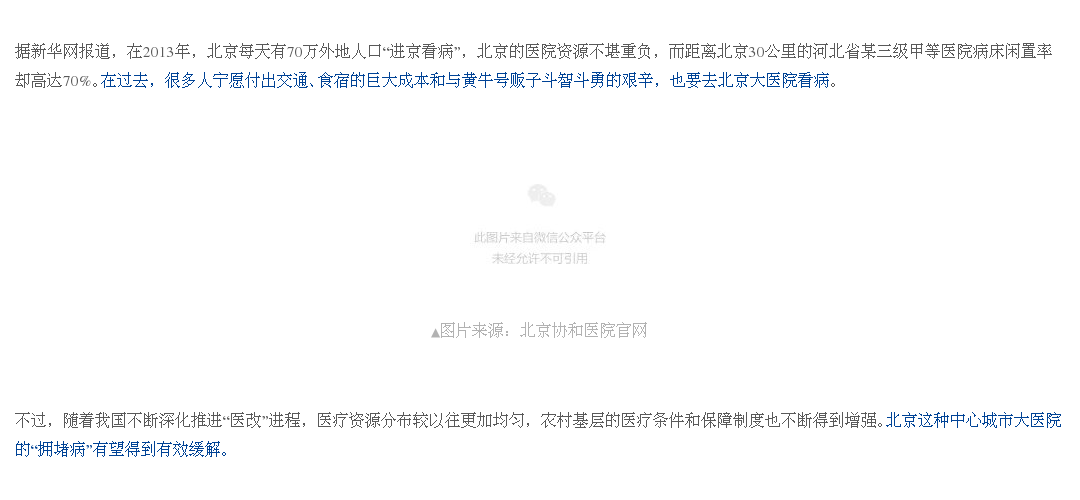 据新华网报道，在2013年，北京每天有70万外地人口“进京看病”，北京的医院资源不堪重负，而距离北京30公里的河北省某三级甲等医院病床闲置率
却高达70%。在过去，很多人宁愿付出交通、食宿的巨大成本和与黄牛号贩子斗智斗勇的艰辛，也要去北京大医院看病。
此图片来自微信公众平台
未经允许不可引用
▲图片来源：北京协和医院官网
不过，随着我国不断深化推进“医改”进程，医疗资源分布较以往更加均匀，农村基层的医疗条件和保障制度也不断得到增强。北京这种中心城市大医院
的“拥堵病”有望得到有效缓解。